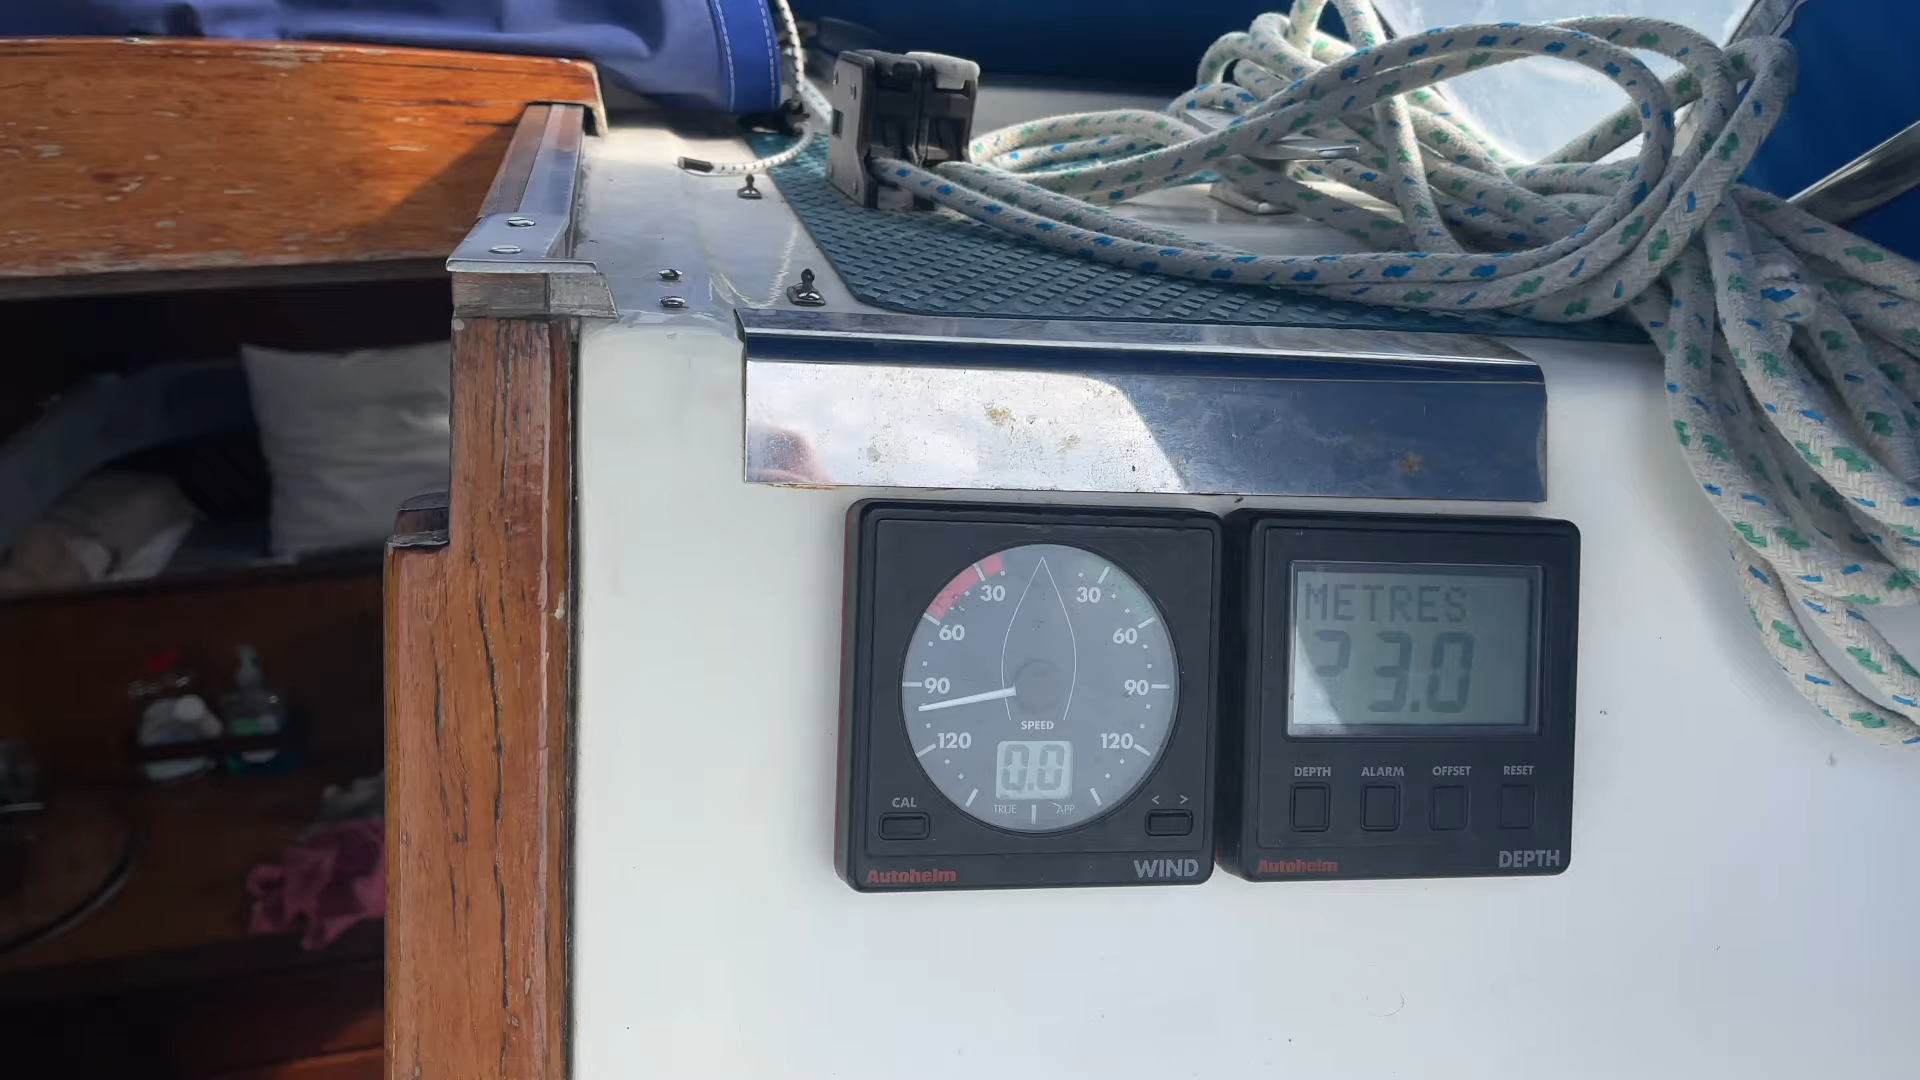 30 30
60 60
90 90
SPEED
120 120
0.0
TRUE APP
CAL < >
Autohelm WIND
METRES
3.0
DEPTH ALARM OFFSET RESET
Autohelm DEPTH